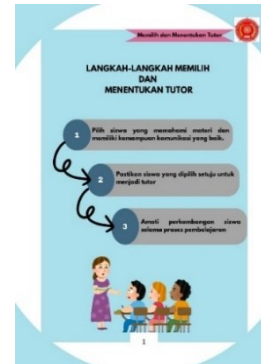 Memilih dan Menentukan Tutor
LANGKAH-LANGKAH MEMILIH
DAN
MENENTUKAN TUTOR
1
Pilih siswa yang memahami materi dan
memiliki kemampuan komunikasi yang baik.
2
Pastikan siswa yang dipilih setuju untuk
menjadi tutor
3
Amati perkembangan siswa
selama proses pembelajaran
1